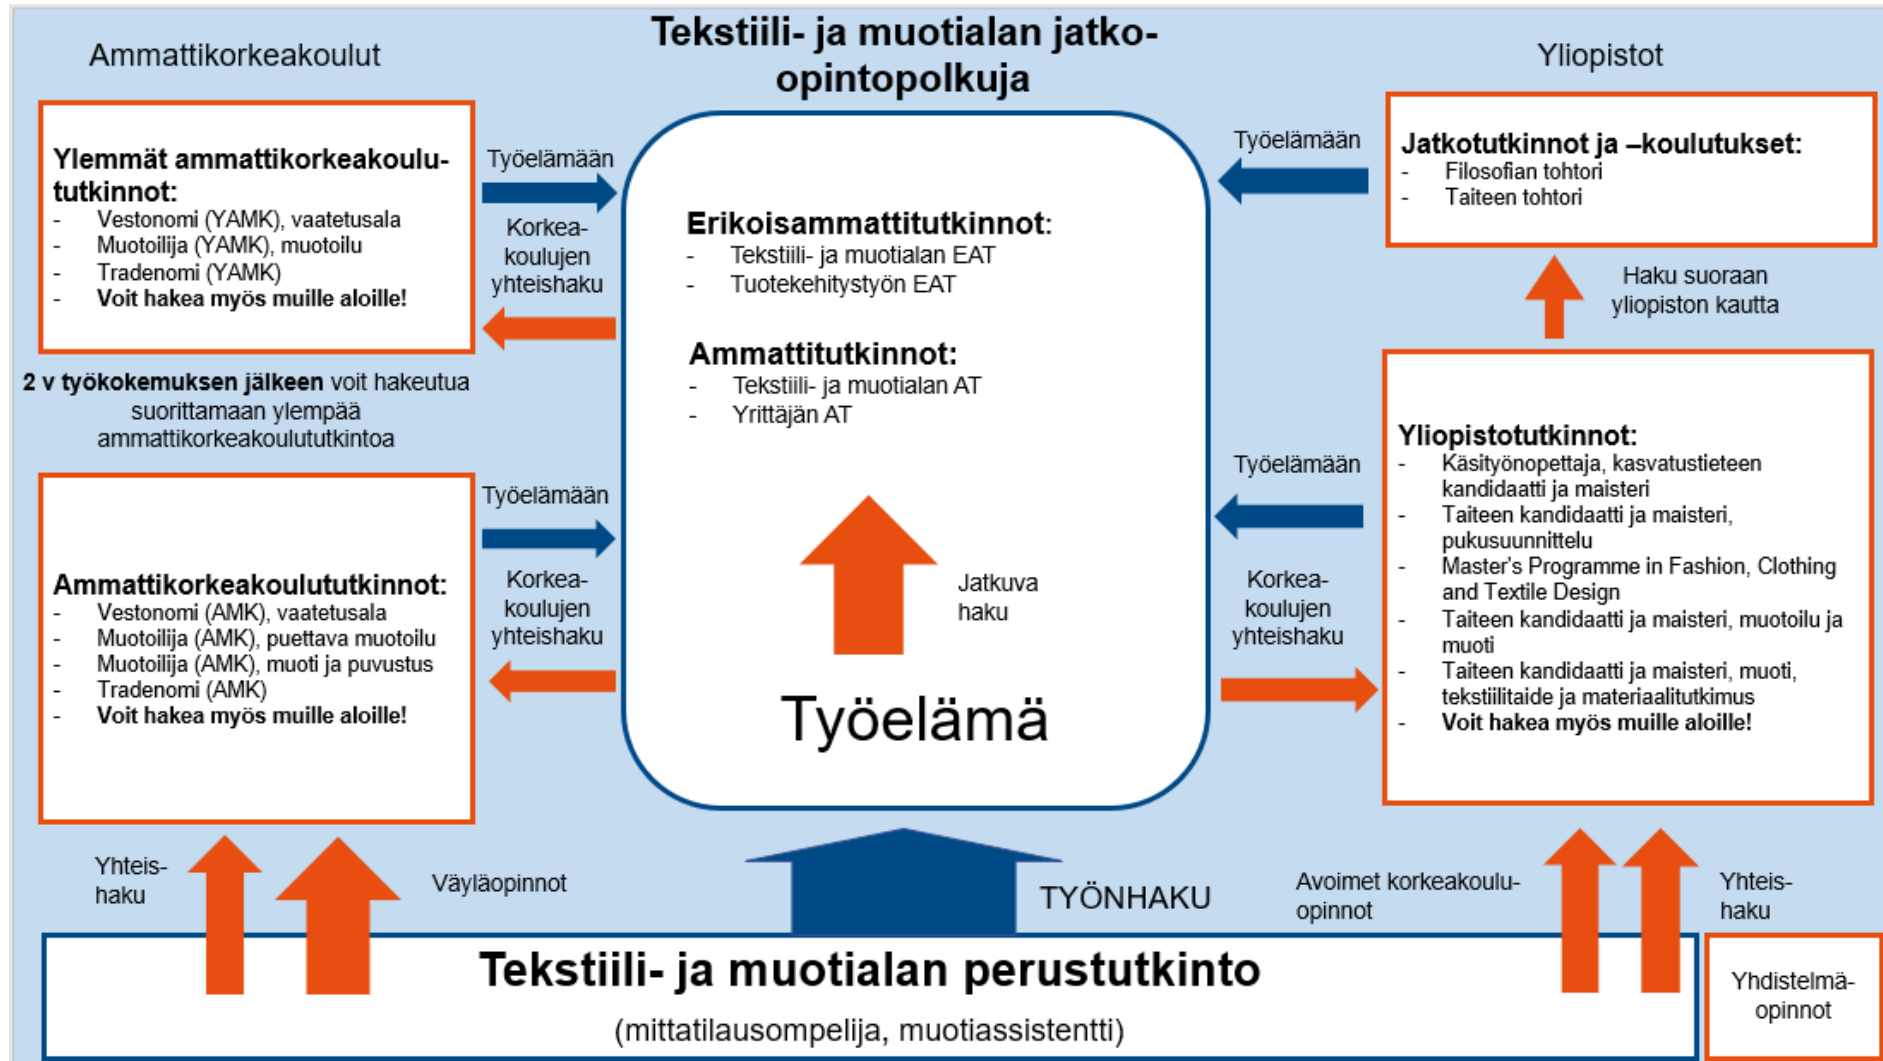 Tekstiili- ja muotialan jatko-
opintopolkuja
Ammattikorkeakoulut
Yliopistot
Ylemmät ammattikorkeakoulu-
tutkinnot:
- Vestonomi (YAMK), vaatetusala
- Muotoilija (YAMK), muotoilu
- Tradenomi (YAMK)
- Voit hakea myös muille aloille!
Työelämään
Korkea-
koulujen
yhteishaku
2 v työkokemuksen jälkeen voit hakeutua
suorittamaan ylempää
ammattikorkeakoulututkintoa
Ammattikorkeakoulututkinnot:
- Vestonomi (AMK), vaatetusala
- Muotoilija (AMK), puettava muotoilu
- Muotoilija (AMK), muoti ja puvustus
- Tradenomi (AMK)
- Voit hakea myös muille aloille!
Työelämään
Korkea-
koulujen
yhteishaku
Erikoisammattitutkinnot:
- Tekstiili- ja muotialan EAT
- Tuotekehitystyön EAT
Ammattitutkinnot:
- Tekstiili- ja muotialan AT
- Yrittäjän AT
Jatkuva
haku
Työelämä
Työelämään
Jatkotutkinnot ja –koulutukset:
- Filosofian tohtori
- Taiteen tohtori
Haku suoraan
yliopiston kautta
Työelämään
Korkea-
koulujen
yhteishaku
Yliopistotutkinnot:
- Käsityönopettaja, kasvatustieteen
kandidaatti ja maisteri
- Taiteen kandidaatti ja maisteri,
pukusuunnittelu
- Master's Programme in Fashion, Clothing
and Textile Design
- Taiteen kandidaatti ja maisteri, muotoilu ja
muoti
- Taiteen kandidaatti ja maisteri, muoti,
tekstiilitaide ja materiaalitutkimus
- Voit hakea myös muille aloille!
Yhteis-
haku
Väyläopinnot
TYÖNHAKU
Avoimet korkeakoulu-
opinnot
Yhteis-
haku
Tekstiili- ja muotialan perustutkinto
(mittatilausompelija, muotiassistentti)
Yhdistelmä-
opinnot